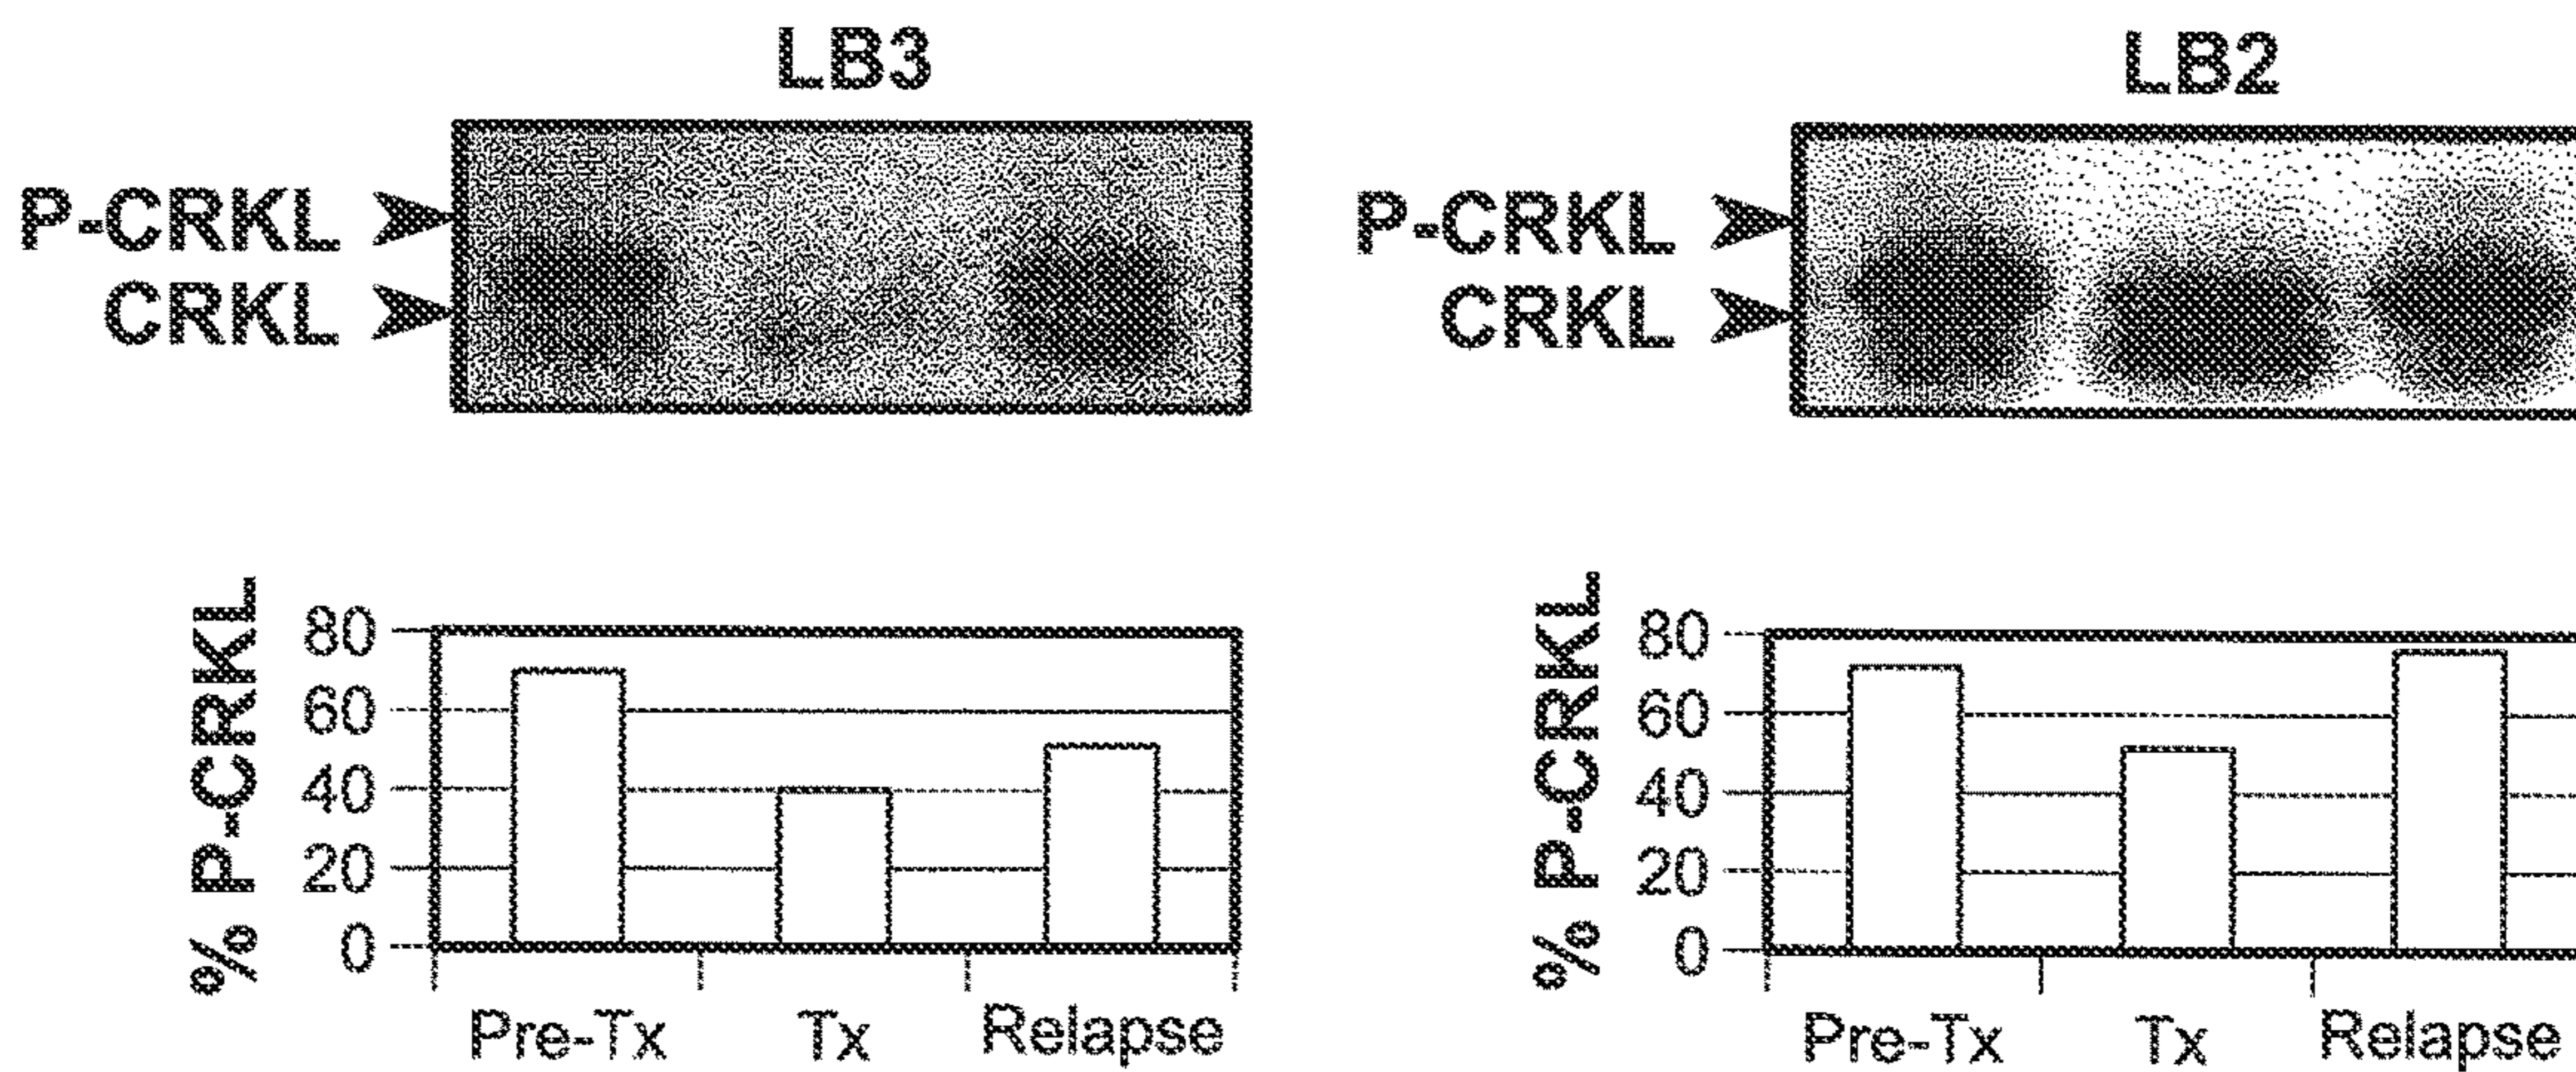 LB3
P-CRKL
CRKL
% P-CRKL
80
60
40
20
0
Pre-Tx Tx Relapse
LB2
P-CRKL
CRKL
% P-CRKL
80
60
40
20
0
Pre-Tx Tx Relapse